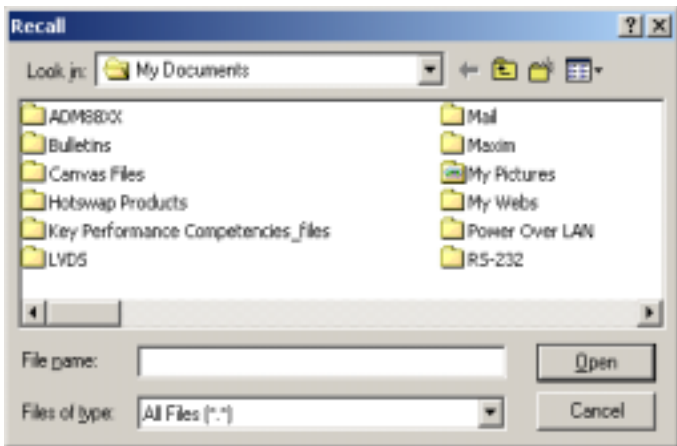 Recall
Look in: My Documents
ADM88XX
Bulletins
Canvas Files
Hotswap Products
Key Performance Competencies_files
LVDS
Mail
Maxim
My Pictures
My Webs
Power Over LAN
RS-232
File name:
Open
Files of type: All Files (*.*)
Cancel